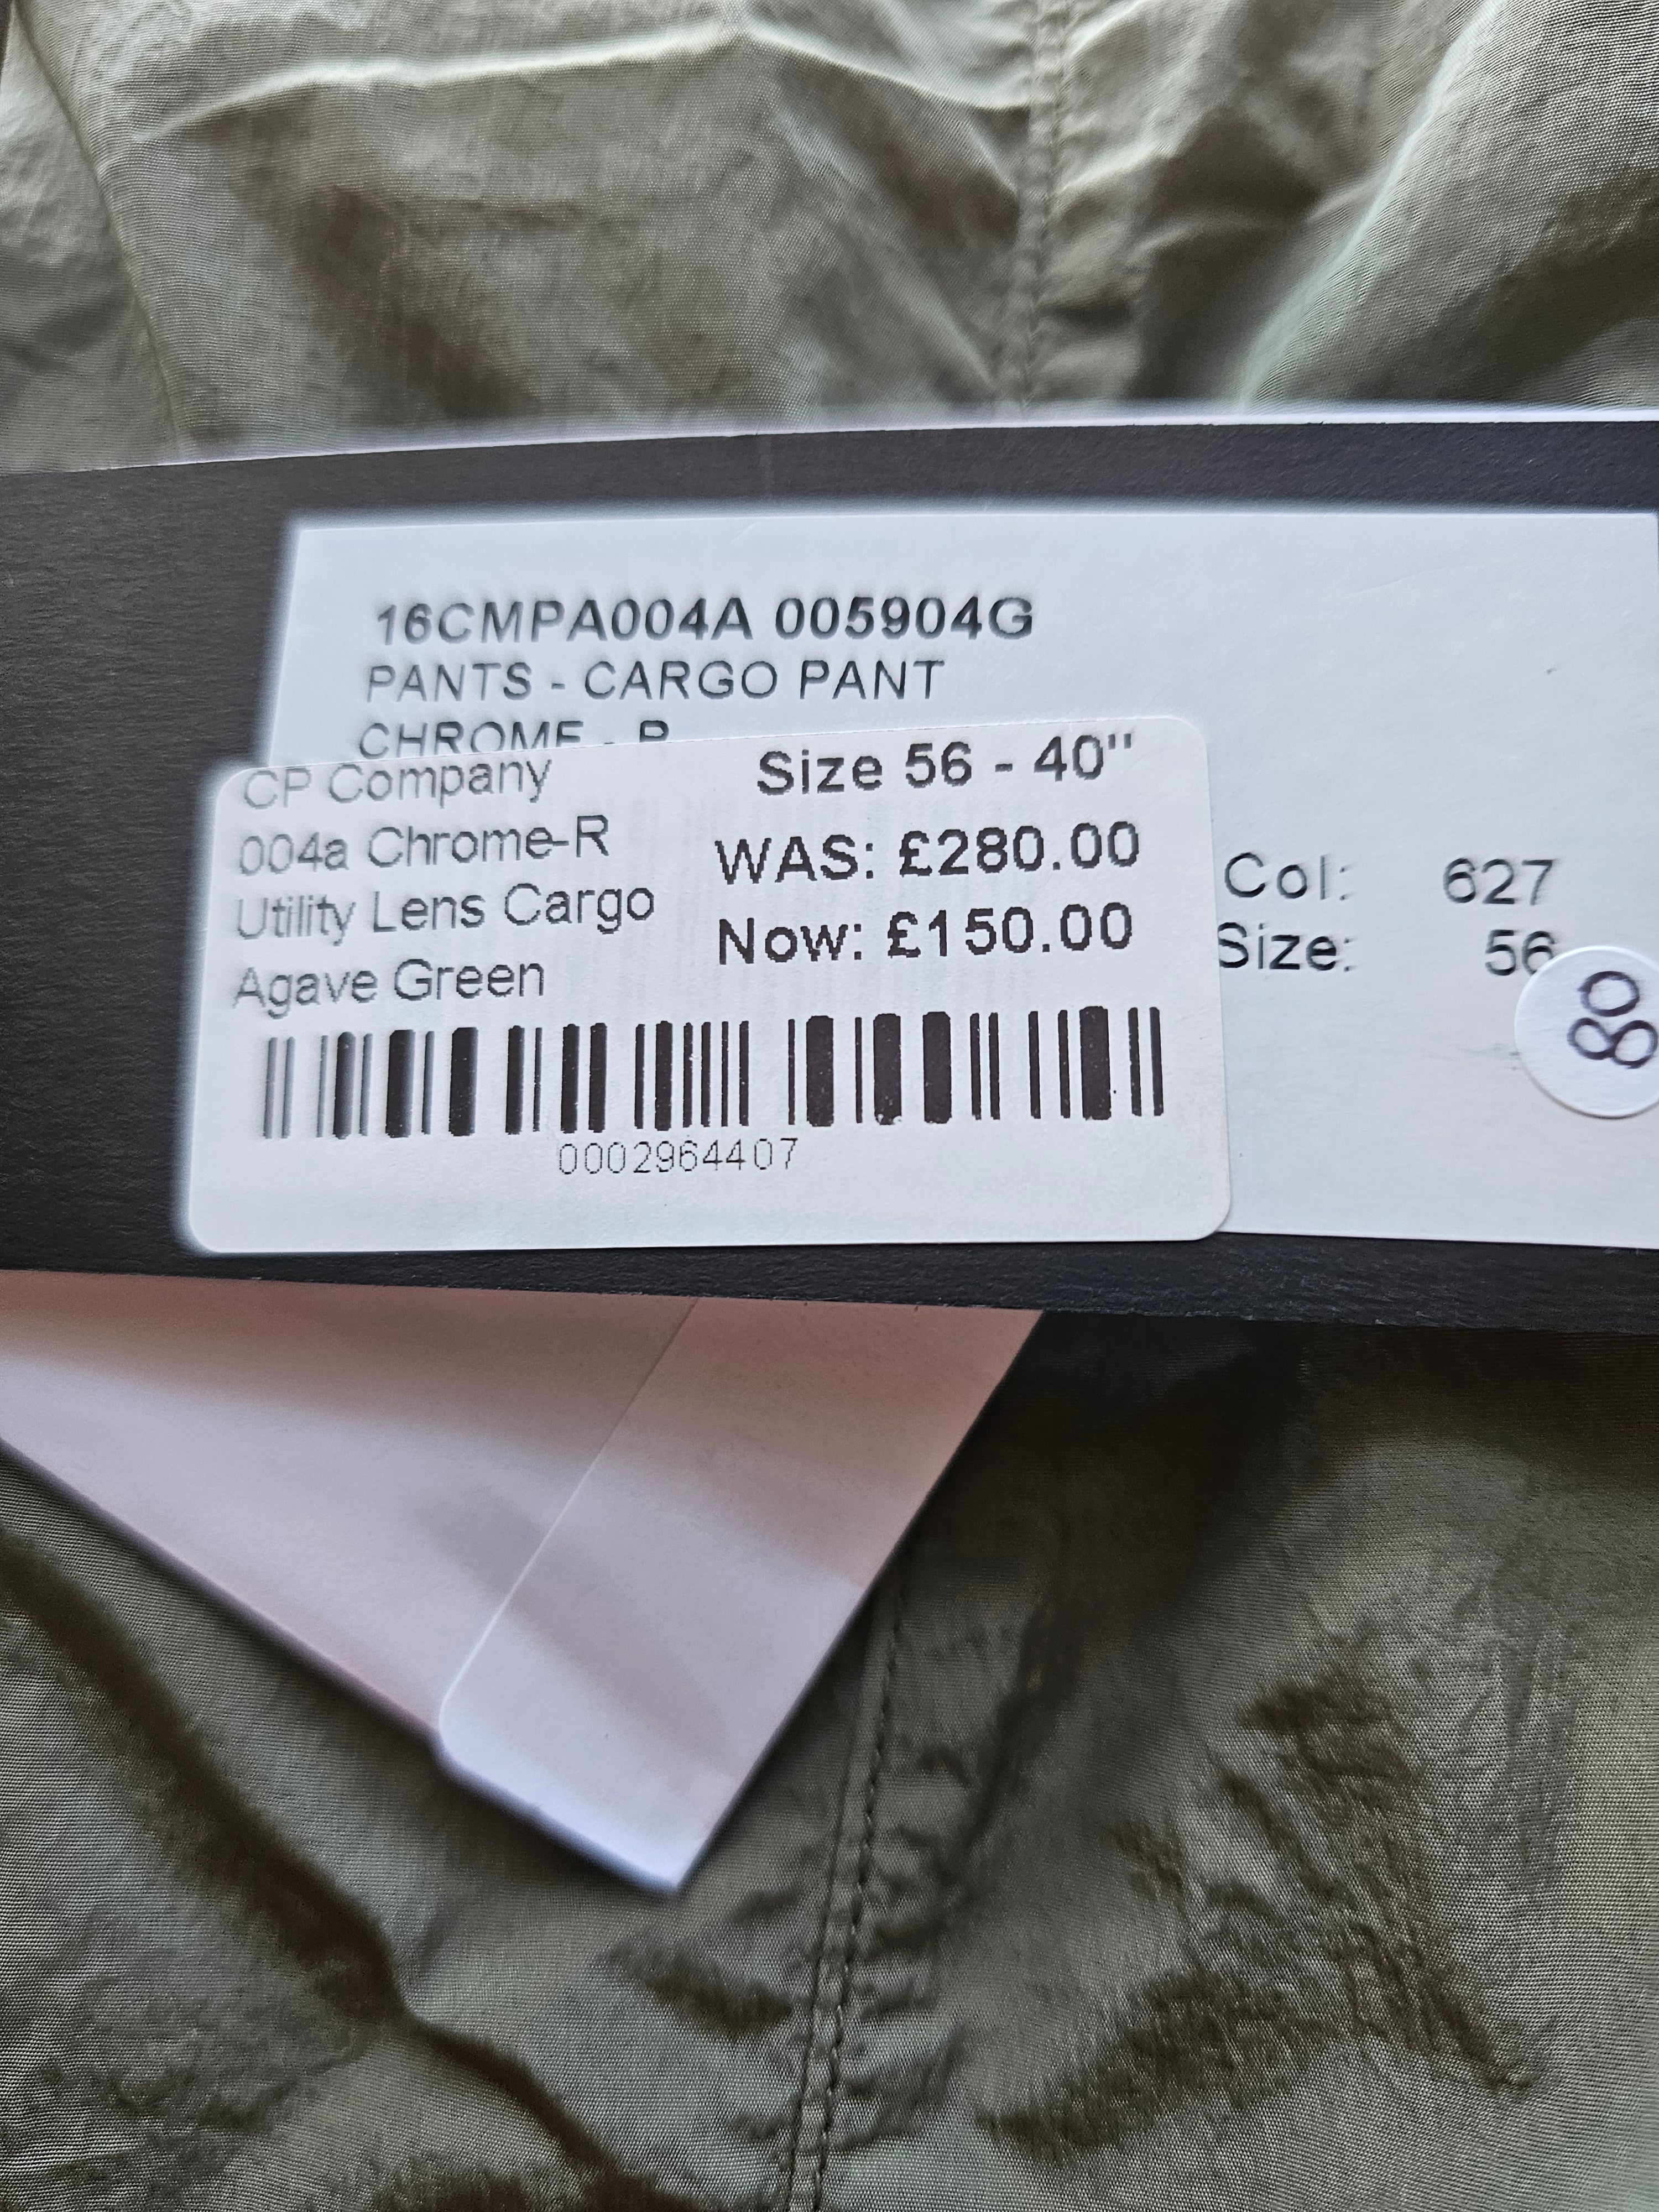 16CMPA004A 005904G
PANTS - CARGO PANT
CHROME - R
CP Company
004a Chrome-R
Utility Lens Cargo
Agave Green
Size 56 - 40"
WAS: £280.00
Now: £150.00
0002964407
Col: 627
Size: 56
80